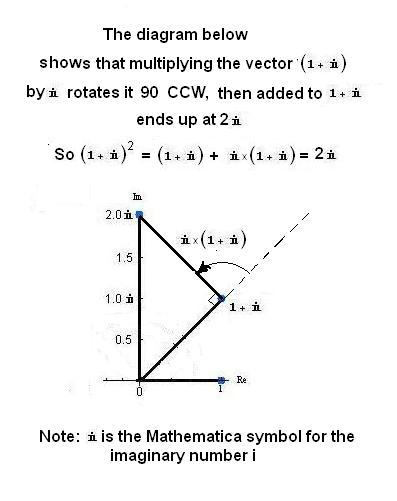 The diagram below
shows that multiplying the vector (1 + ⅈ)
by ⅈ rotates it 90 CCW, then added to 1 + ⅈ
ends up at 2 ⅈ
So (1 + ⅈ)² = (1 + ⅈ) + ⅈ×(1 + ⅈ) = 2 ⅈ
Im
2.0 ⅈ
ⅈ×(1 + ⅈ)
1.5
1.0 ⅈ
1 + ⅈ
0.5
Re
0
1
Note: ⅈ is the Mathematica symbol for the
imaginary number i